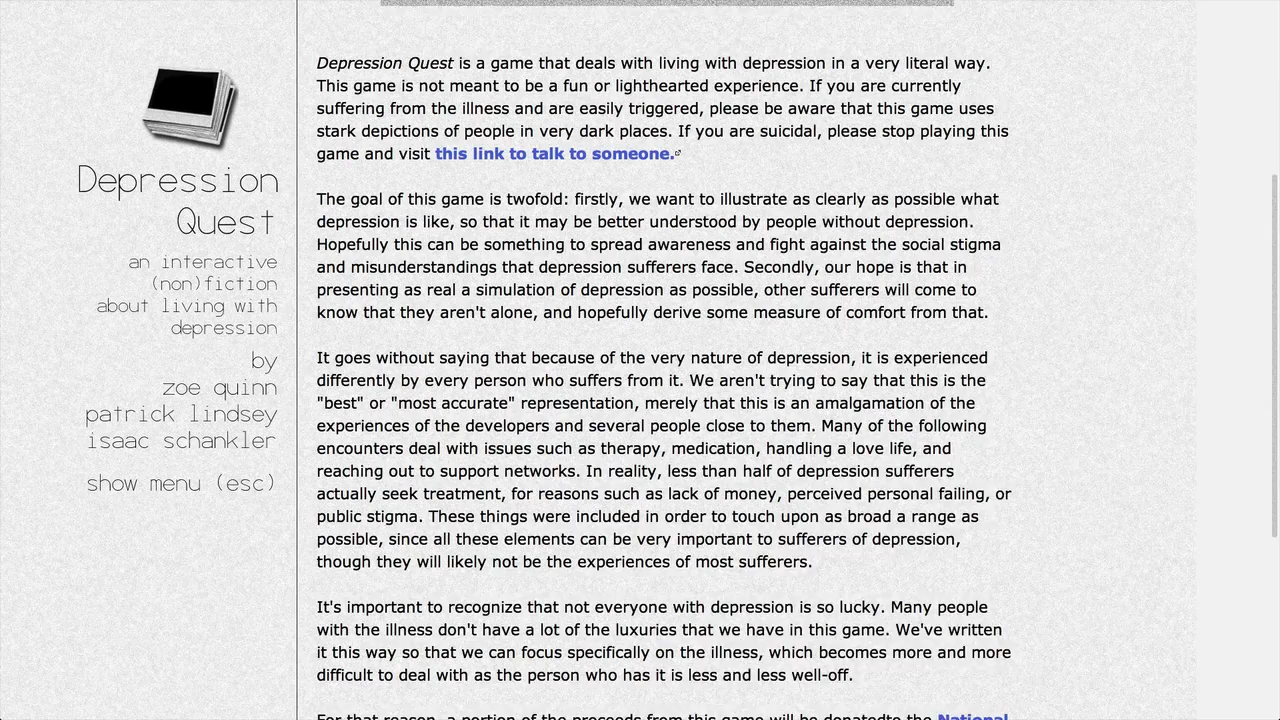 Depression
Quest
an interactive
(non)fiction
about living with
depression
by
zoe quinn
patrick lindsey
isaac schankler
show menu (esc)
Depression Quest is a game that deals with living with depression in a very literal way.
This game is not meant to be a fun or lighthearted experience. If you are currently
suffering from the illness and are easily triggered, please be aware that this game uses
stark depictions of people in very dark places. If you are suicidal, please stop playing this
game and visit this link to talk to someone.
The goal of this game is twofold: firstly, we want to illustrate as clearly as possible what
depression is like, so that it may be better understood by people without depression.
Hopefully this can be something to spread awareness and fight against the social stigma
and misunderstandings that depression sufferers face. Secondly, our hope is that in
presenting as real a simulation of depression as possible, other sufferers will come to
know that they aren't alone, and hopefully derive some measure of comfort from that.
It goes without saying that because of the very nature of depression, it is experienced
differently by every person who suffers from it. We aren't trying to say that this is the
"best" or "most accurate" representation, merely that this is an amalgamation of the
experiences of the developers and several people close to them. Many of the following
encounters deal with issues such as therapy, medication, handling a love life, and
reaching out to support networks. In reality, less than half of depression sufferers
actually seek treatment, for reasons such as lack of money, perceived personal failing, or
public stigma. These things were included in order to touch upon as broad a range as
possible, since all these elements can be very important to sufferers of depression,
though they will likely not be the experiences of most sufferers.
It's important to recognize that not everyone with depression is so lucky. Many people
with the illness don't have a lot of the luxuries that we have in this game. We've written
it this way so that we can focus specifically on the illness, which becomes more and more
difficult to deal with as the person who has it is less and less well-off.
For that reason, a portion of the proceeds from this game will be donatedto the National